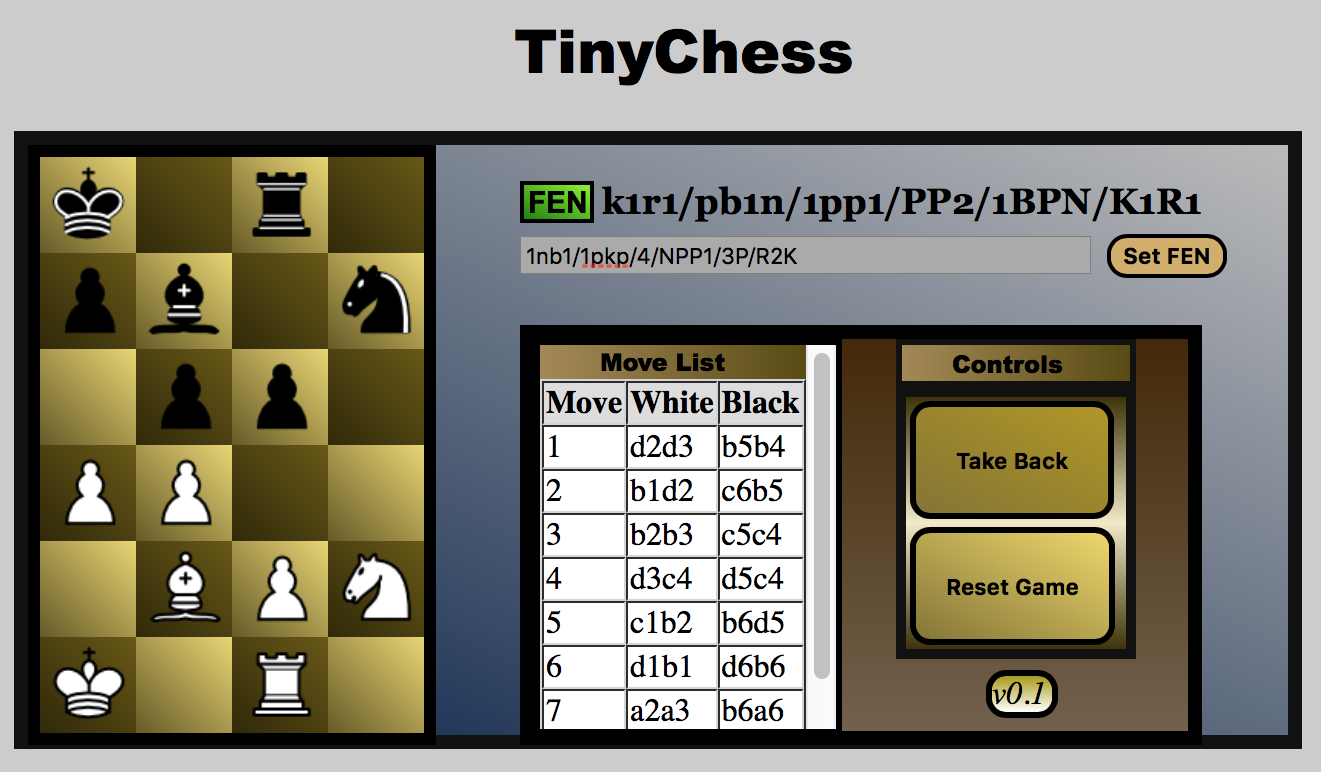 TinyChess
FEN k1r1/pb1n/1pp1/PP2/1BPN/K1R1
1nb1/1pkp/4/NPP1/3P/R2K Set FEN
Move List
Move White Black
1 d2d3 b5b4
2 b1d2 c6b5
3 b2b3 c5c4
4 d3c4 d5c4
5 c1b2 b6d5
6 d1b1 d6b6
7 a2a3 b6a6
Controls
Take Back
Reset Game
v0.1